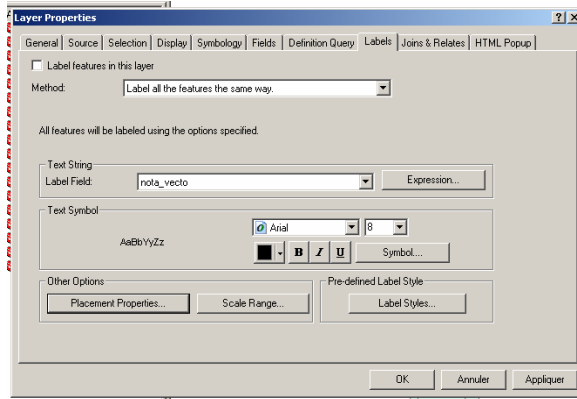 Layer Properties
General Source Selection Display Symbology Fields Definition Query Labels Joins & Relates HTML Popup
Label features in this layer
Method: Label all the features the same way.
All features will be labeled using the options specified.
Text String
Label Field: nota_vecto Expression...
Text Symbol
AaBbYyZz
Arial 8
B I U Symbol...
Other Options Pre-defined Label Style
Placement Properties... Scale Range... Label Styles...
OK Annuler Appliquer